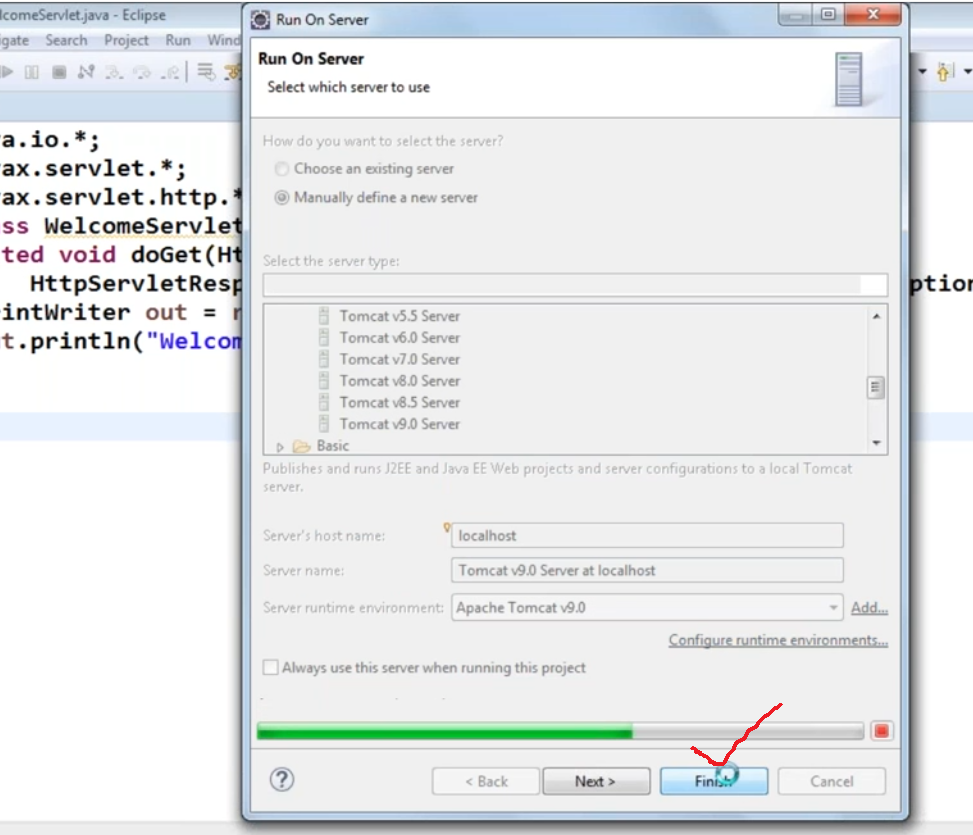 lcomeServlet.java - Eclipse
igate Search Project Run Wind
a.io.*;
ax.servlet.*;
rax.servlet.http.*
ss WelcomeServlet
ted void doGet(Ht
HttpServletResp
ption
intWriter out = r
t.println("Welcom
Run On Server
Run On Server
Select which server to use
How do you want to select the server?
Choose an existing server
Manually define a new server
Select the server type:
Tomcat v5.5 Server
Tomcat v6.0 Server
Tomcat v7.0 Server
Tomcat v8.0 Server
Tomcat v8.5 Server
Tomcat v9.0 Server
Basic
Publishes and runs J2EE and Java EE Web projects and server configurations to a local Tomcat
server.
Server's host name: localhost
Server name: Tomcat v9.0 Server at localhost
Server runtime environment: Apache Tomcat v9.0 Add...
Configure runtime environments...
Always use this server when running this project
< Back Next > Finish Cancel